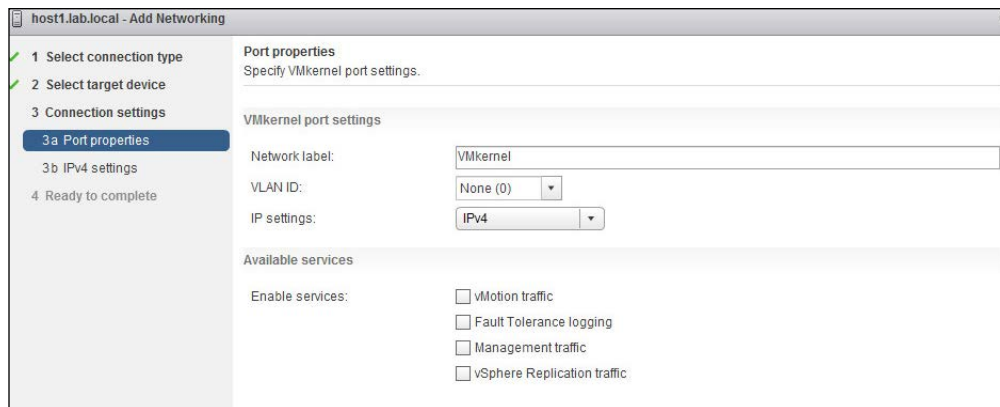 host1.lab.local - Add Networking
1 Select connection type
2 Select target device
3 Connection settings
3a Port properties
3b IPv4 settings
4 Ready to complete
Port properties
Specify VMkernel port settings.
VMkernel port settings
Network label: VMkernel
VLAN ID: None (0)
IP settings: IPv4
Available services
Enable services: vMotion traffic
Fault Tolerance logging
Management traffic
vSphere Replication traffic